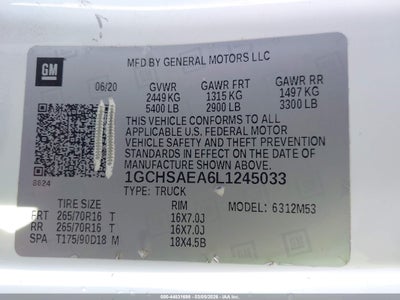 GM
MFD BY GENERAL MOTORS LLC
06/20 GVWR GAWR FRT GAWR RR
2449 KG 1315 KG 1497 KG
5400 LB 2900 LB 3300 LB
THIS VEHICLE CONFORMS TO ALL
APPLICABLE U.S. FEDERAL MOTOR
VEHICLE SAFETY STANDARDS IN
EFFECT ON THE DATE OF
MANUFACTURE SHOWN ABOVE.
1GCHSAEA6L1245033
8624 TYPE: TRUCK
TIRE SIZE RIM MODEL: 6312M53
FRT 265/70R16 T 16X7.0J
RR 265/70R16 T 16X7.0J
SPA T175/90D18 M 18X4.5B